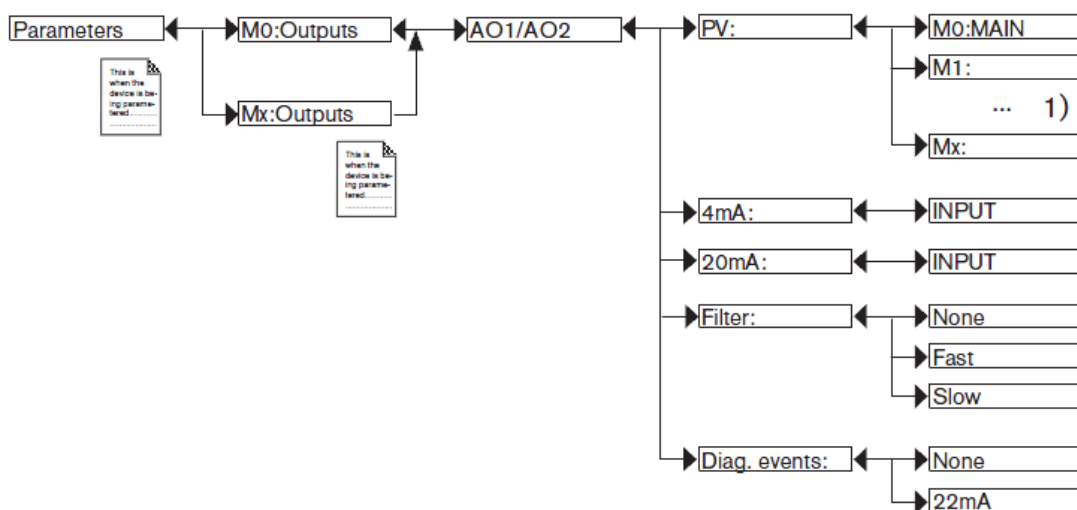 Parameters
M0:Outputs
AO1/AO2
PV:
M0:MAIN
M1:
... 1)
Mx:Outputs
Mx:
This is
when the
device is be-
ing parame-
tered............
........................
This is
when the
device is be-
ing parame-
tered............
........................
4mA:
INPUT
20mA:
INPUT
Filter:
None
Fast
Slow
Diag. events:
None
22mA